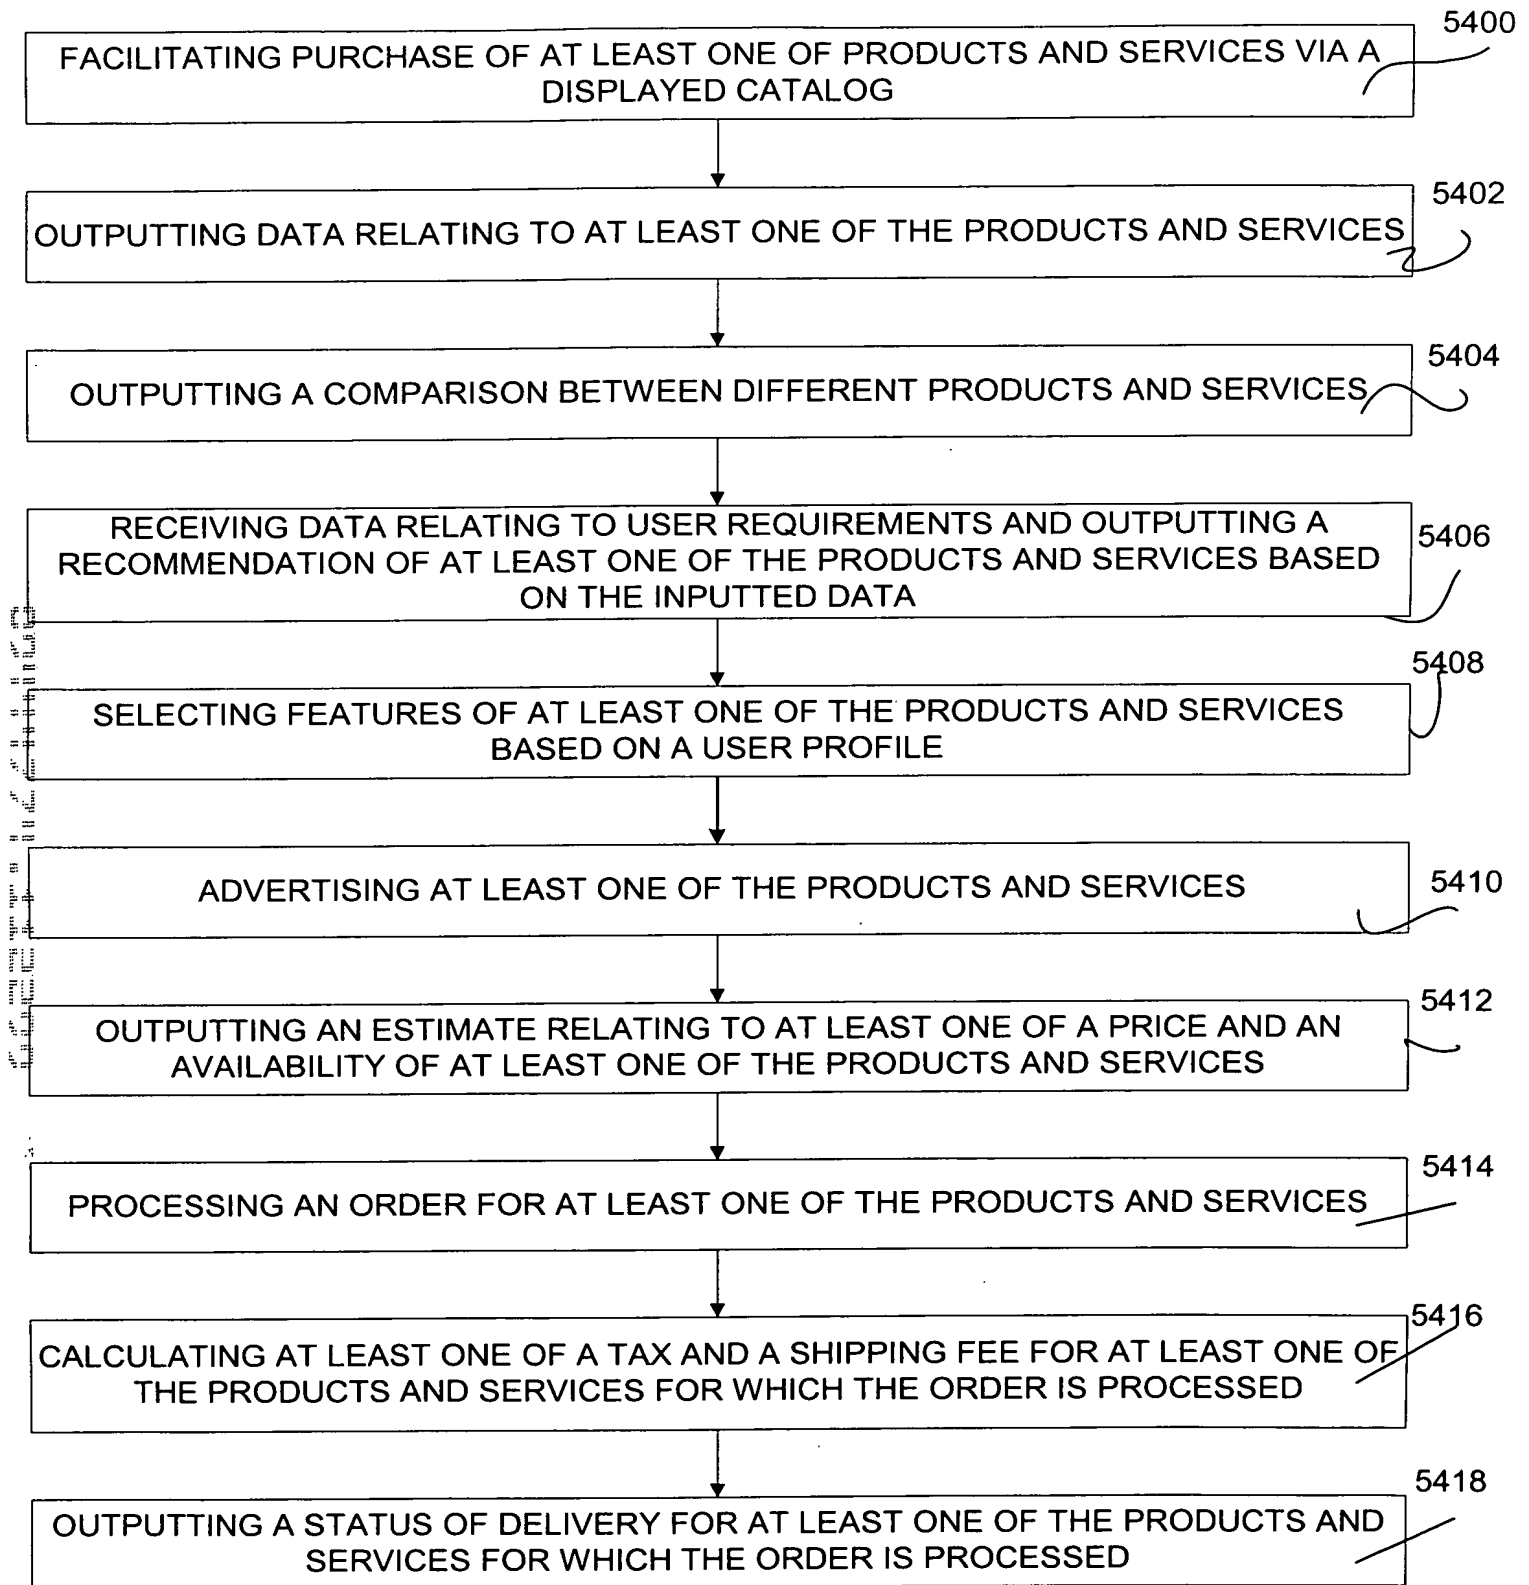 5400
FACILITATING PURCHASE OF AT LEAST ONE OF PRODUCTS AND SERVICES VIA A
DISPLAYED CATALOG
5402
OUTPUTTING DATA RELATING TO AT LEAST ONE OF THE PRODUCTS AND SERVICES
5404
OUTPUTTING A COMPARISON BETWEEN DIFFERENT PRODUCTS AND SERVICES
5406
RECEIVING DATA RELATING TO USER REQUIREMENTS AND OUTPUTTING A
RECOMMENDATION OF AT LEAST ONE OF THE PRODUCTS AND SERVICES BASED
ON THE INPUTTED DATA
5408
SELECTING FEATURES OF AT LEAST ONE OF THE PRODUCTS AND SERVICES
BASED ON A USER PROFILE
5410
ADVERTISING AT LEAST ONE OF THE PRODUCTS AND SERVICES
5412
OUTPUTTING AN ESTIMATE RELATING TO AT LEAST ONE OF A PRICE AND AN
AVAILABILITY OF AT LEAST ONE OF THE PRODUCTS AND SERVICES
5414
PROCESSING AN ORDER FOR AT LEAST ONE OF THE PRODUCTS AND SERVICES
5416
CALCULATING AT LEAST ONE OF A TAX AND A SHIPPING FEE FOR AT LEAST ONE OF
THE PRODUCTS AND SERVICES FOR WHICH THE ORDER IS PROCESSED
5418
OUTPUTTING A STATUS OF DELIVERY FOR AT LEAST ONE OF THE PRODUCTS AND
SERVICES FOR WHICH THE ORDER IS PROCESSED